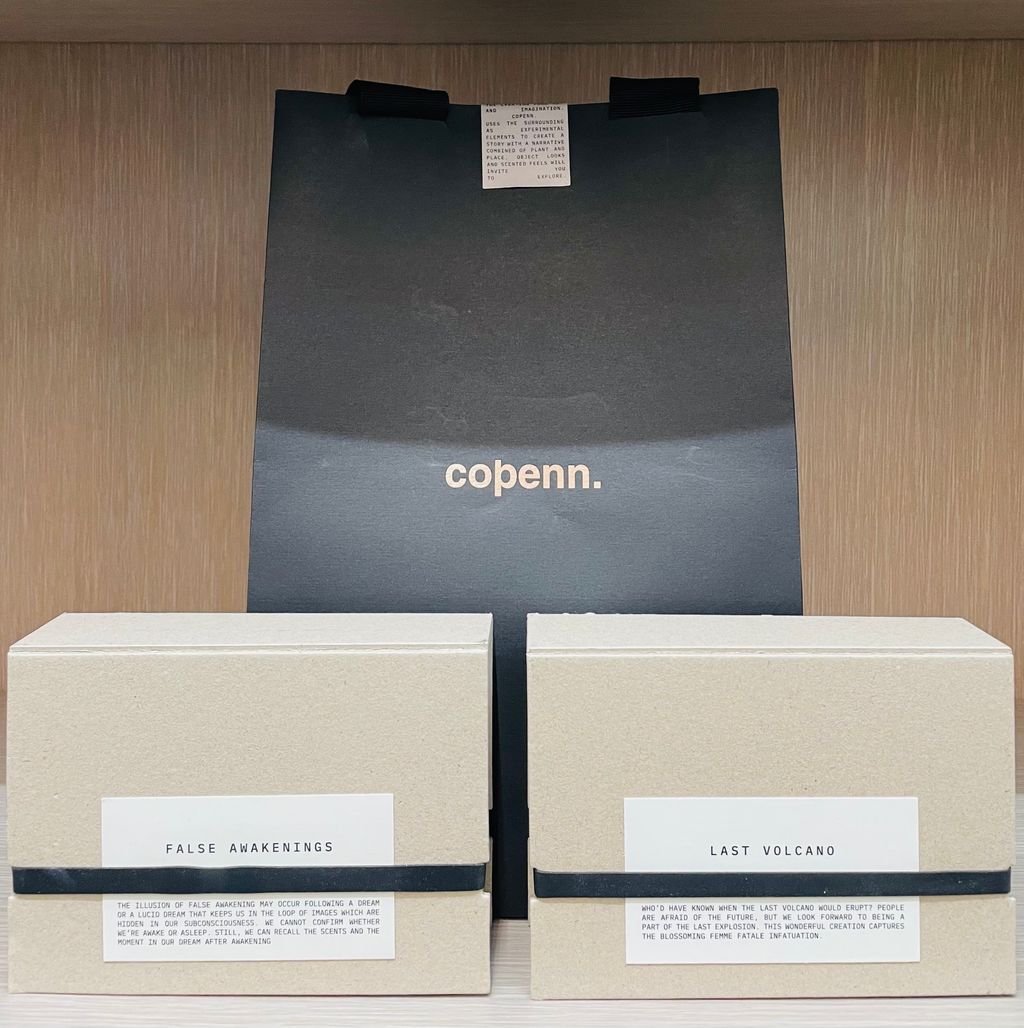 AND IMAGINATION.
COPENN.
USES THE SURROUNDING
AS EXPERIMENTAL
ELEMENTS TO CREATE A
STORY WITH A NARRATIVE
COMBINED OF PLANT AND
PLACE. OBJECT LOOKS
AND SCENTED FEELS WILL
INVITE YOU
TO EXPLORE.
coþenn.
FALSE AWAKENINGS
THE ILLUSION OF FALSE AWAKENING MAY OCCUR FOLLOWING A DREAM
OR A LUCID DREAM THAT KEEPS US IN THE LOOP OF IMAGES WHICH ARE
HIDDEN IN OUR SUBCONSCIOUSNESS. WE CANNOT CONFIRM WHETHER
WE'RE AWAKE OR ASLEEP. STILL, WE CAN RECALL THE SCENTS AND THE
MOMENT IN OUR DREAM AFTER AWAKENING
LAST VOLCANO
WHO'D HAVE KNOWN WHEN THE LAST VOLCANO WOULD ERUPT? PEOPLE
ARE AFRAID OF THE FUTURE, BUT WE LOOK FORWARD TO BEING A
PART OF THE LAST EXPLOSION. THIS WONDERFUL CREATION CAPTURES
THE BLOSSOMING FEMME FATALE INFATUATION.